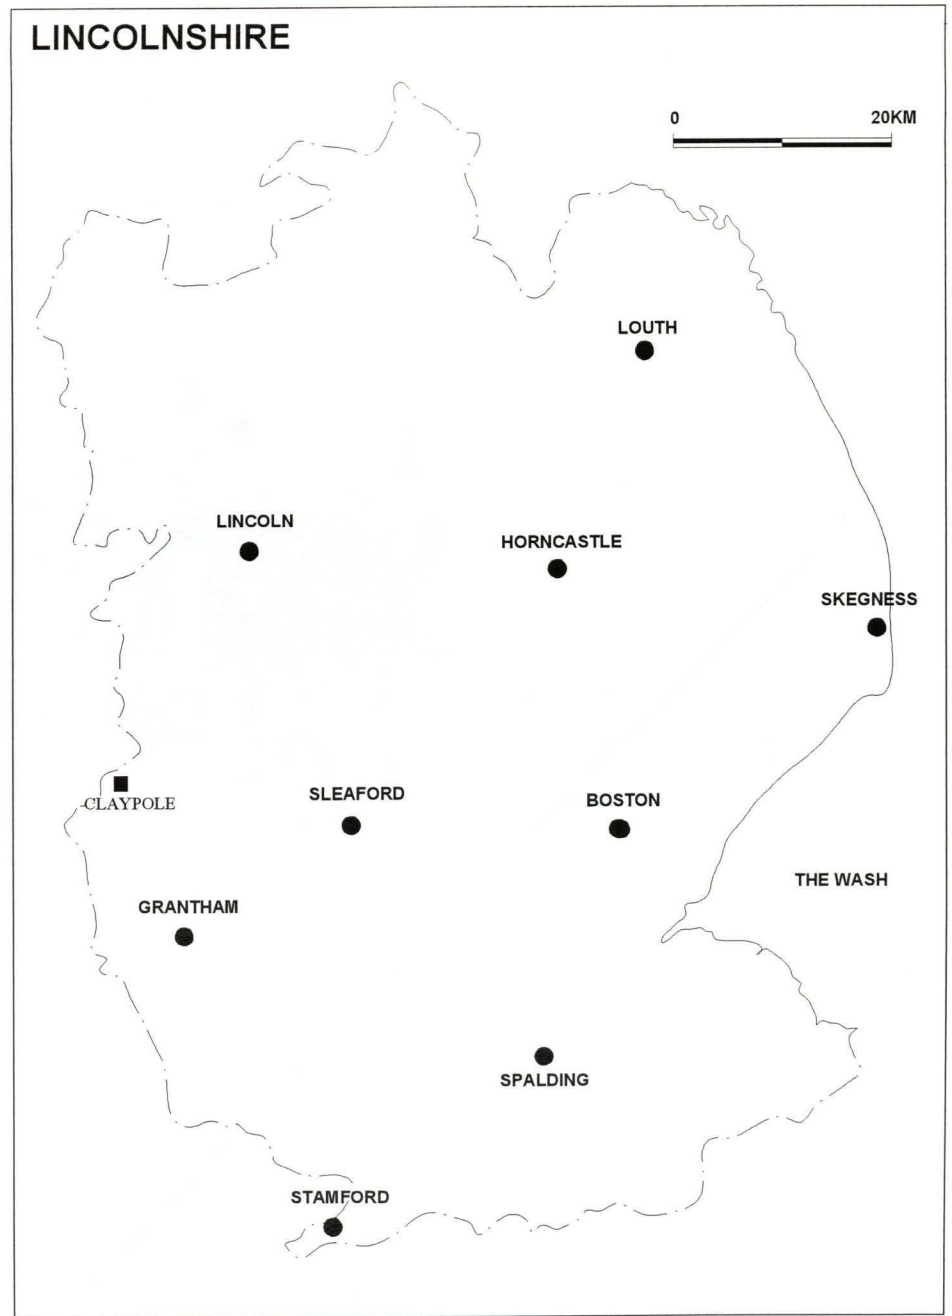 LINCOLNSHIRE
0 20KM
LOUTH
LINCOLN
HORNCASTLE
SKEGNESS
CLAYPOLE
SLEAFORD
BOSTON
THE WASH
GRANTHAM
SPALDING
STAMFORD